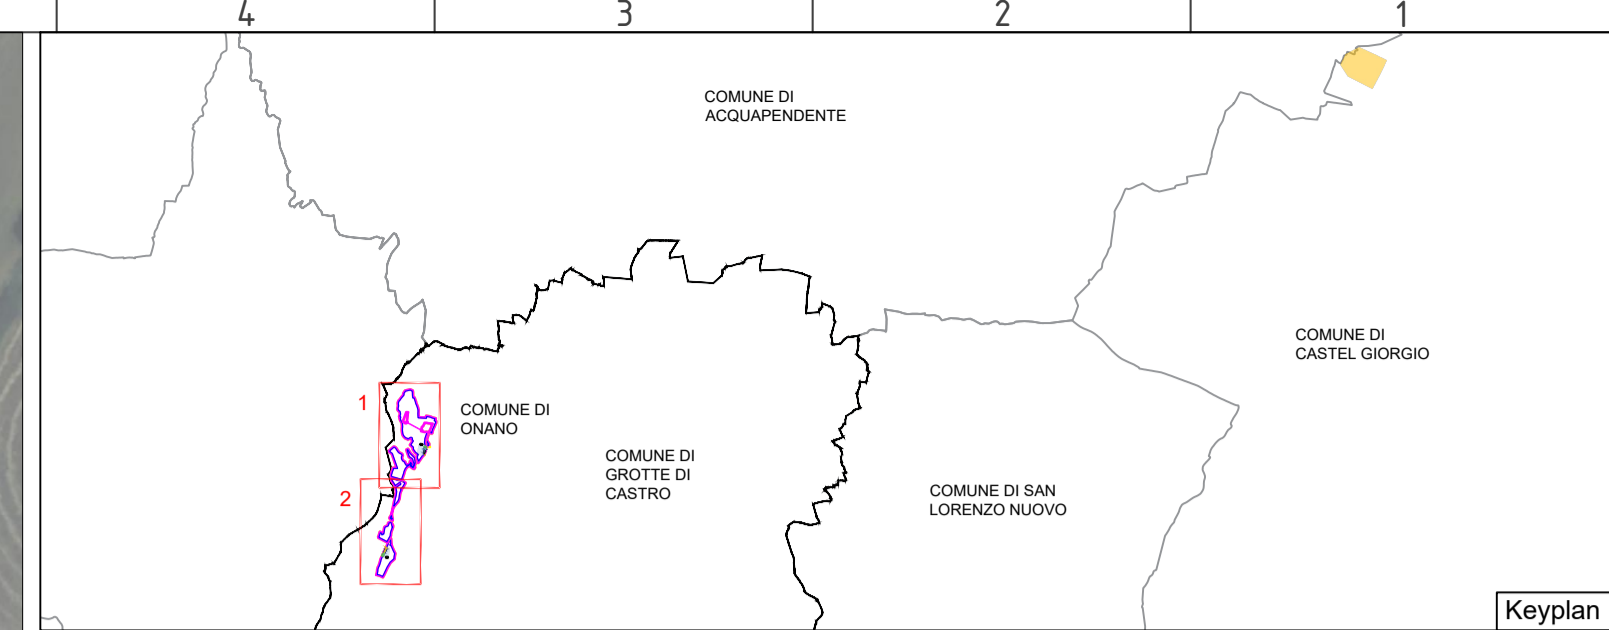 4 3 2 1
COMUNE DI
ACQUAPENDENTE
COMUNE DI
CASTEL GIORGIO
1
COMUNE DI
ONANO
COMUNE DI
GROTTE DI
CASTRO
2
COMUNE DI SAN
LORENZO NUOVO
Keyplan